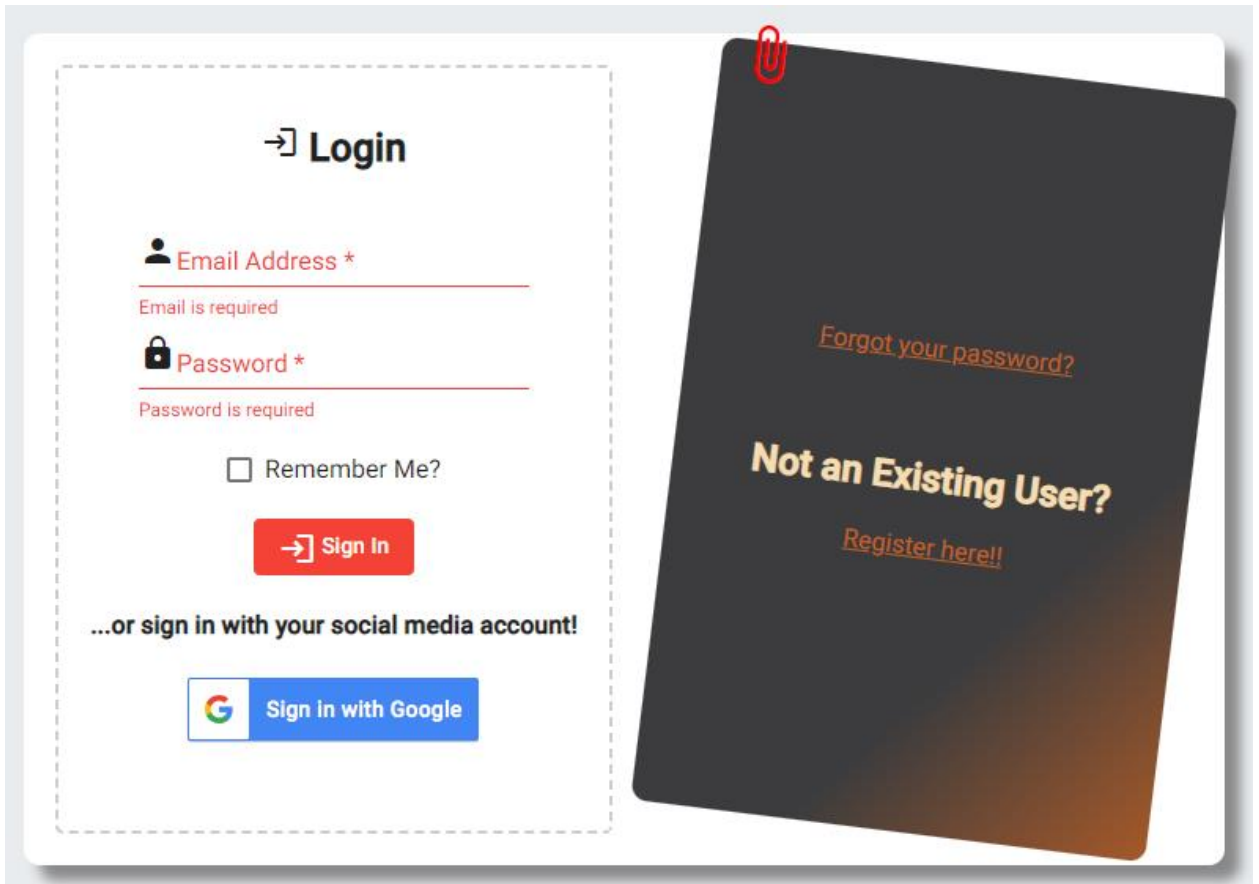 Login
Email Address *
Email is required
Password *
Password is required
Remember Me?
Sign In
...or sign in with your social media account!
Sign in with Google
Forgot your password?
Not an Existing User?
Register here!!